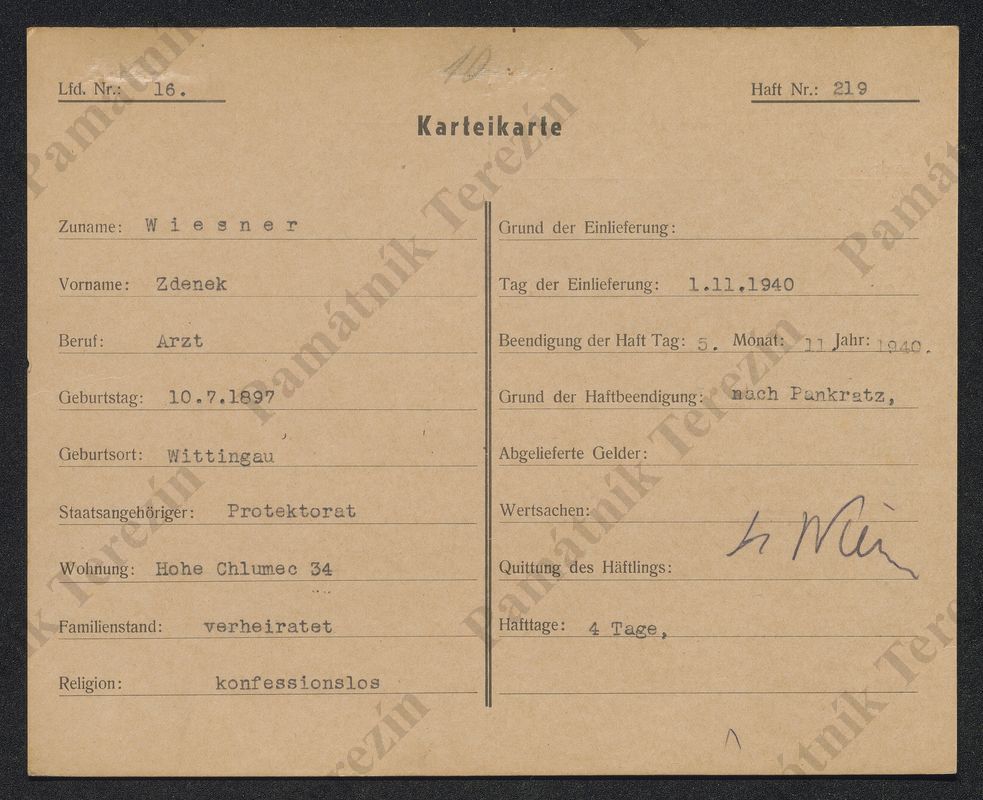 10
Lfd. Nr.: 16.
Haft Nr.: 219
Karteikarte
Zuname: Wiesner
Vorname: Zdenek
Beruf: Arzt
Geburtstag: 10.7.1897
Geburtsort: Wittingau
Staatsangehöriger: Protektorat
Wohnung: Hohe Chlumec 34
Familienstand: verheiratet
Religion: konfessionslos
Grund der Einlieferung:
Tag der Einlieferung: 1.11.1940
Beendigung der Haft Tag: 5. Monat: 11 Jahr: 1940.
Grund der Haftbeendigung: nach Pankratz,
Abgelieferte Gelder:
Wertsachen:
Quittung des Häftlings:
Hafttage: 4 Tage,
Památník Terezín